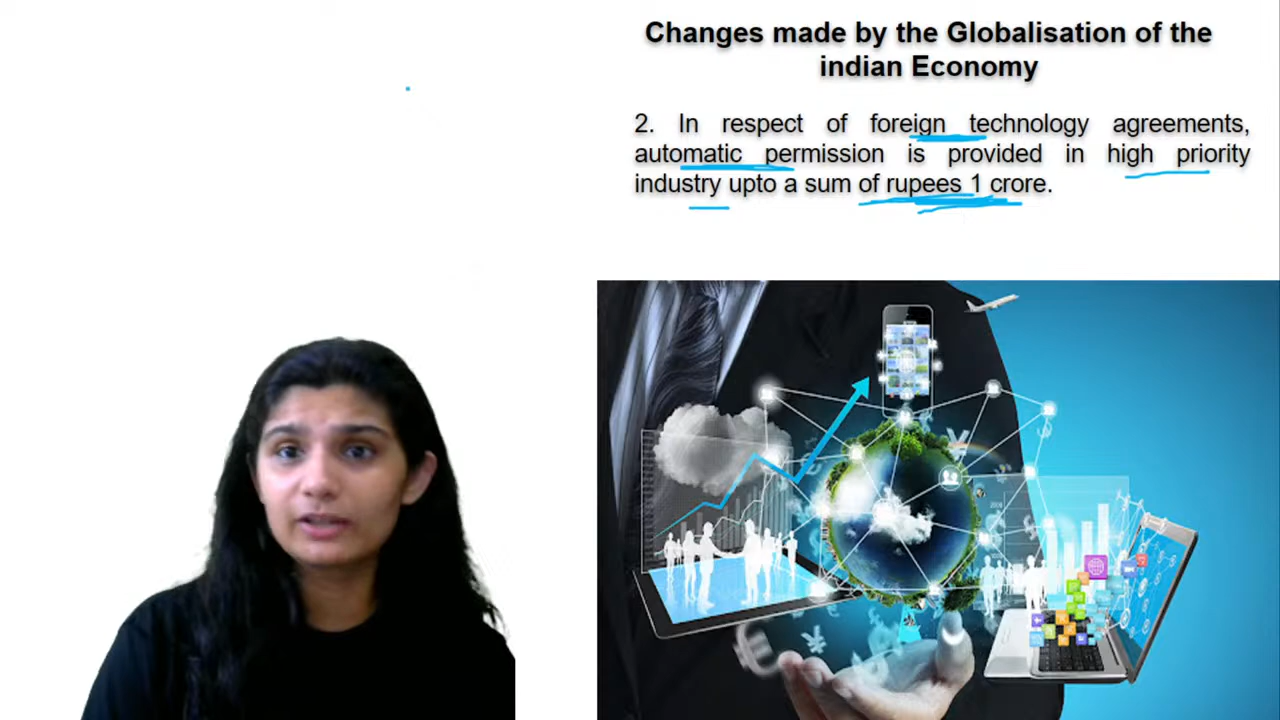 Changes made by the Globalisation of the
indian Economy
2. In respect of foreign technology agreements,
automatic permission is provided in high priority
industry upto a sum of rupees 1 crore.